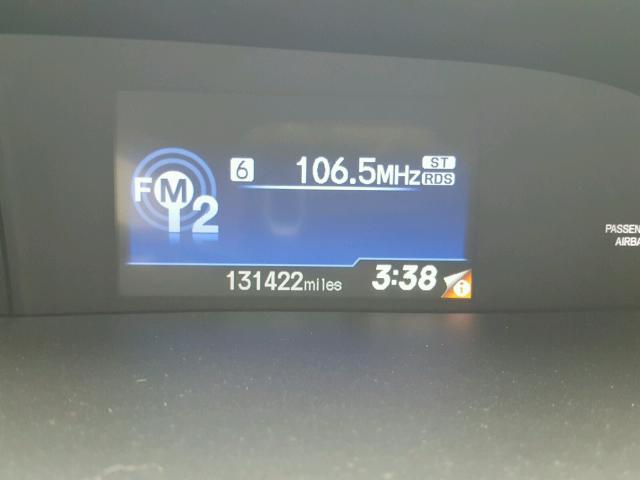 FM 2
6 106.5MHz ST
RDS
131422miles 3:38 i
PASSEN
AIRBA